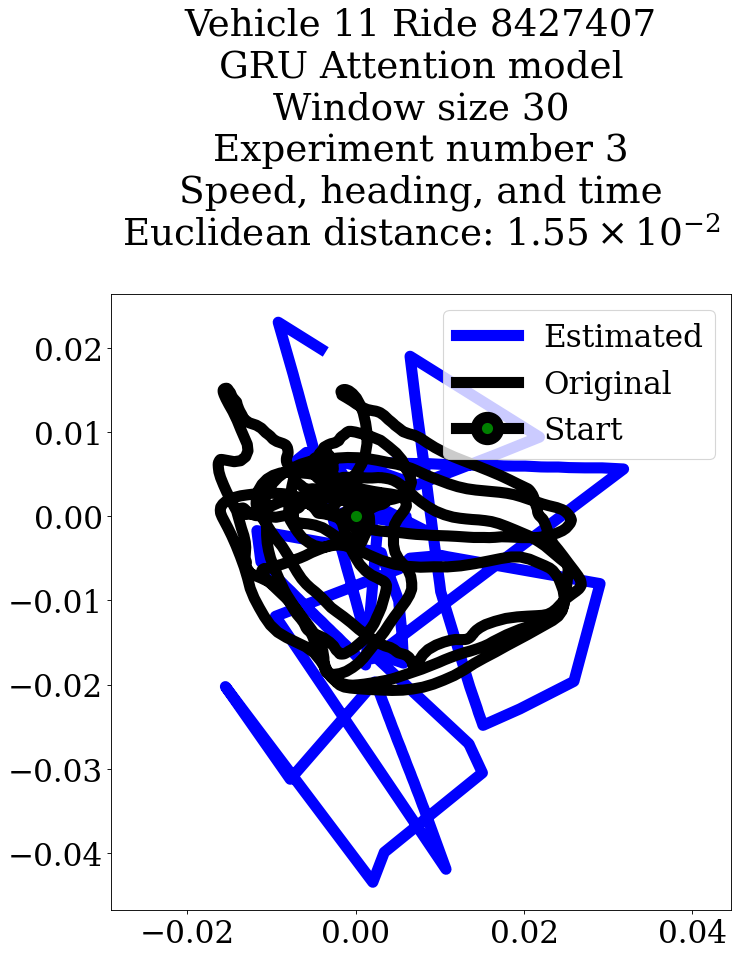 Vehicle 11 Ride 8427407
GRU Attention model
Window size 30
Experiment number 3
Speed, heading, and time
Euclidean distance: 1.55 × 10⁻²
Estimated
Original
Start
0.02
0.01
0.00
−0.01
−0.02
−0.03
−0.04
−0.02 0.00 0.02 0.04